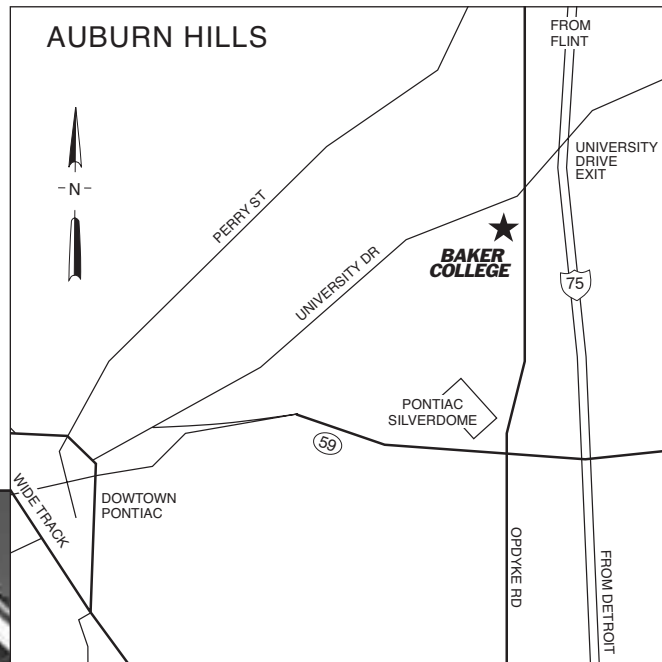 AUBURN HILLS
FROM
FLINT
UNIVERSITY
DRIVE
EXIT
N
PERRY ST
UNIVERSITY DR
BAKER
COLLEGE
75
PONTIAC
SILVERDOME
59
WIDE TRACK
DOWTOWN
PONTIAC
OPDYKE RD
FROM DETROIT